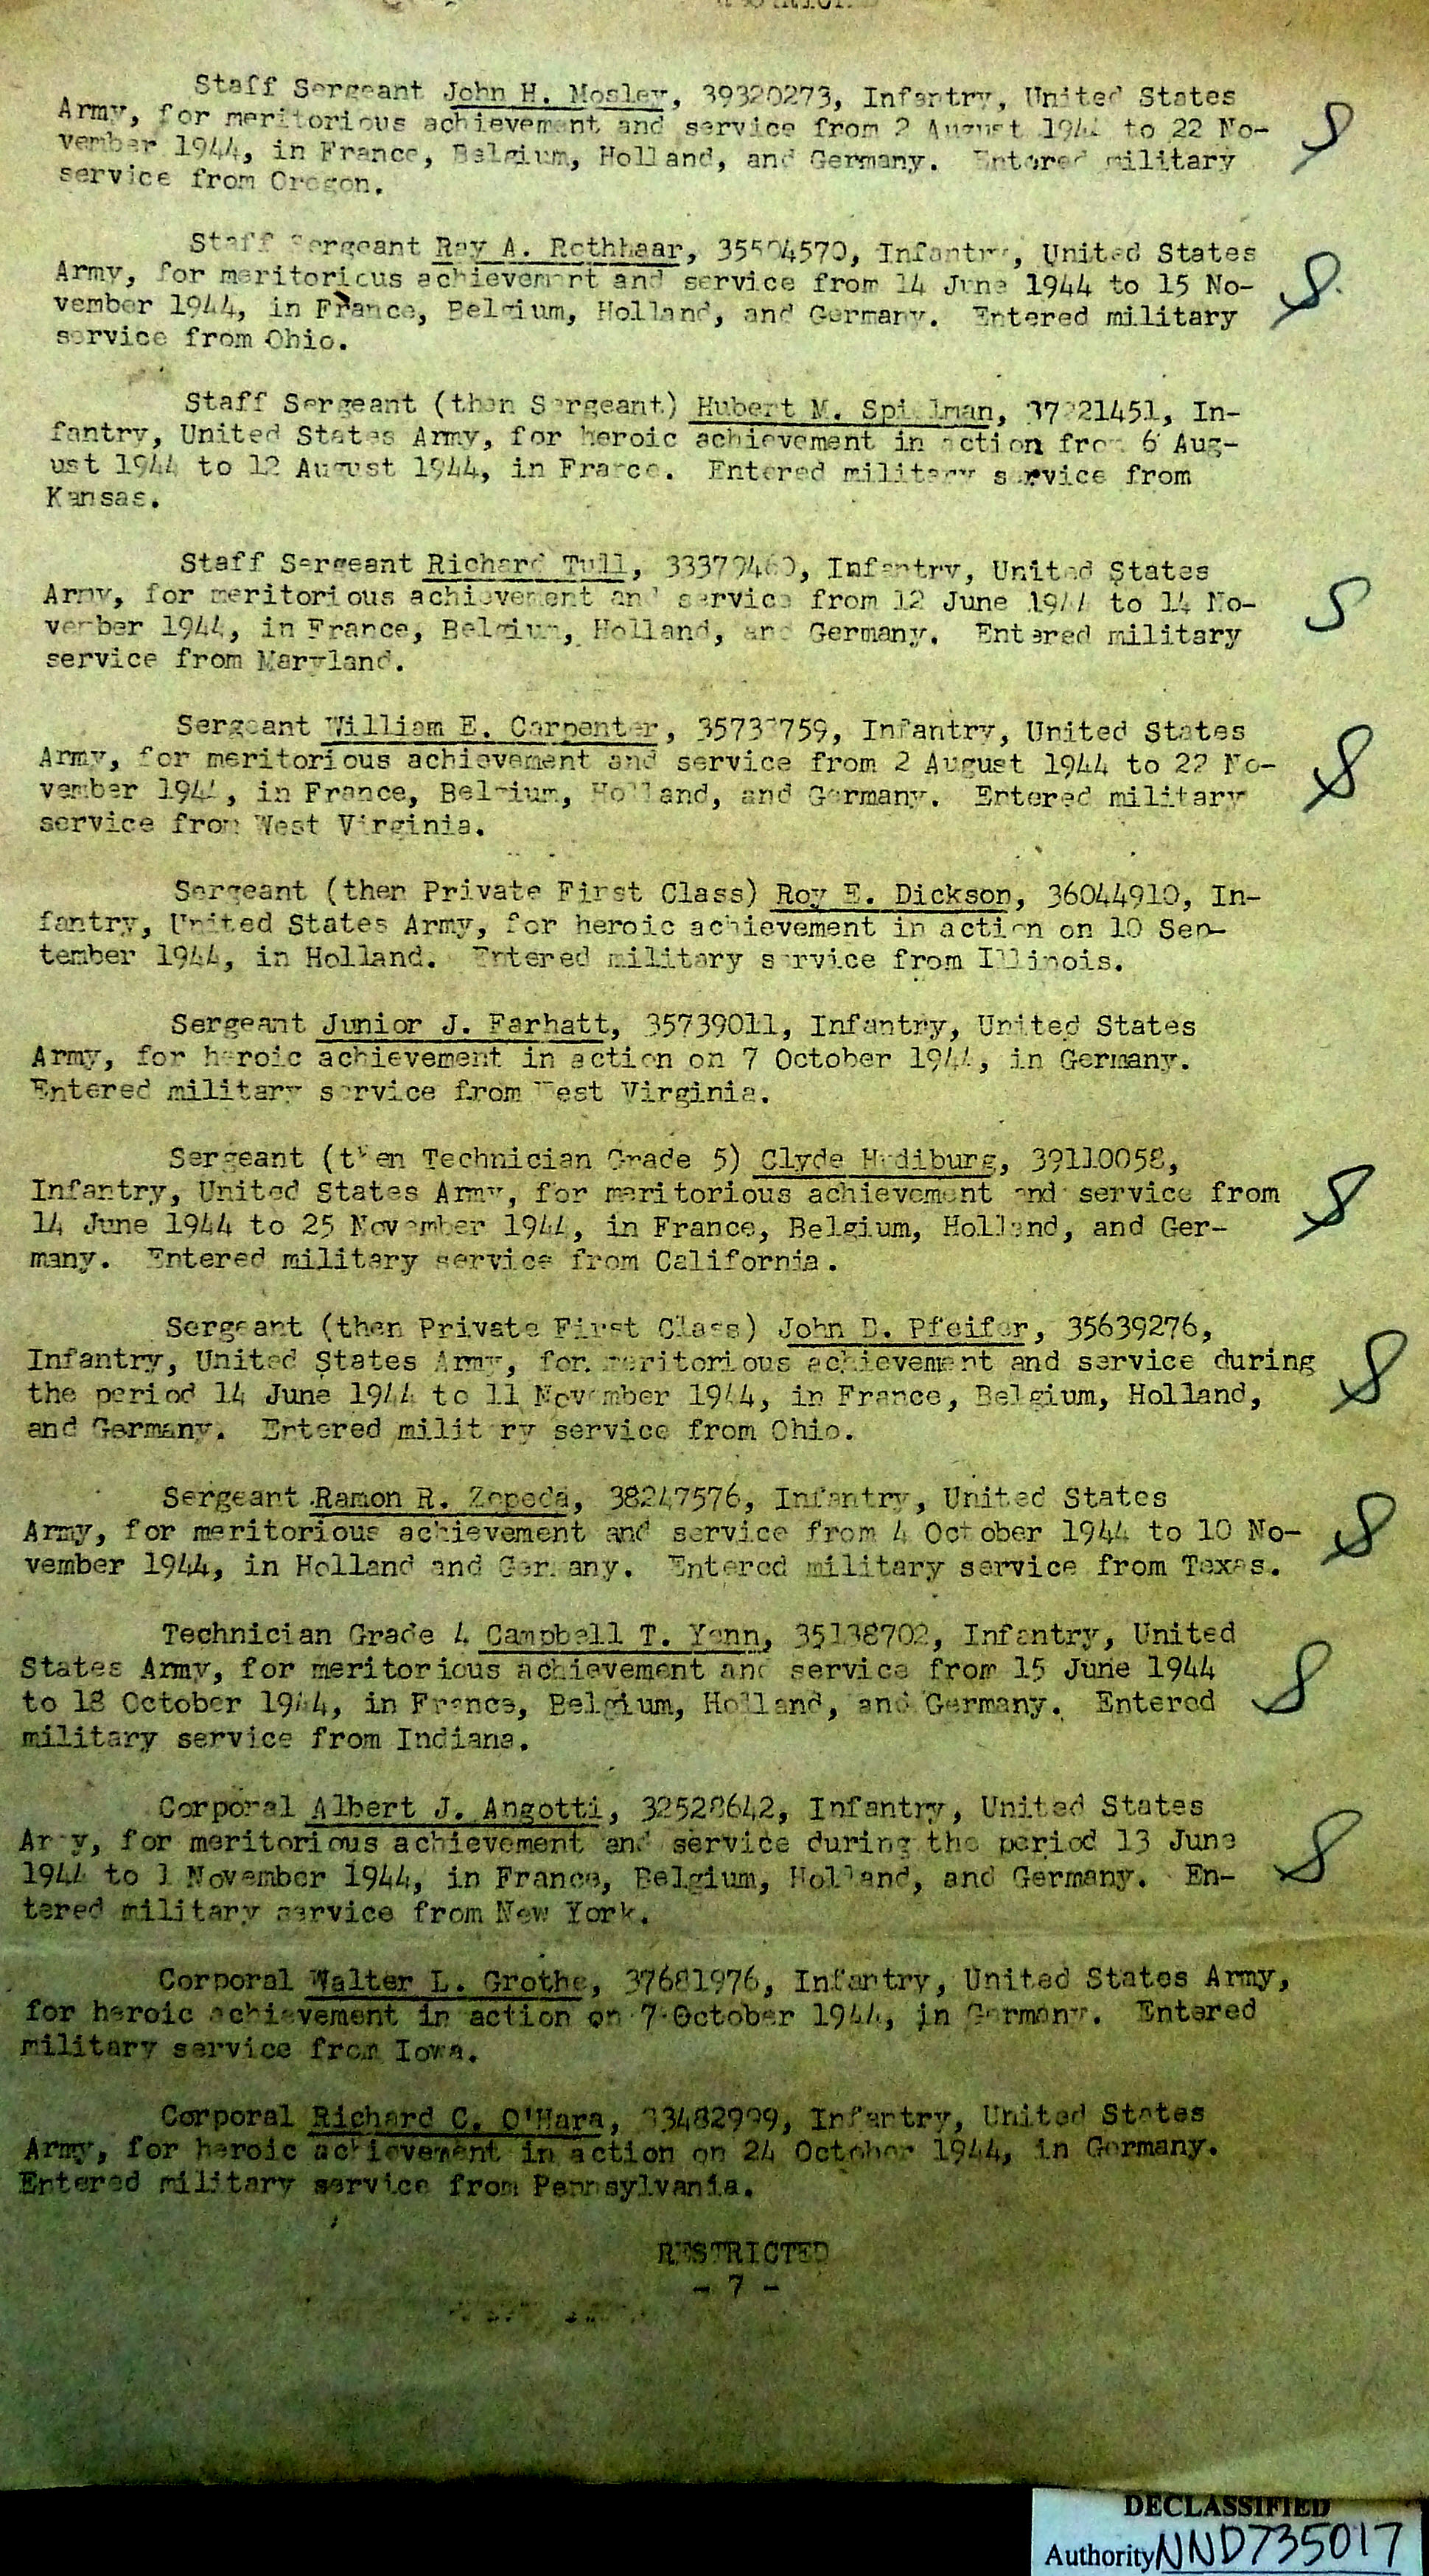 Staff Sergeant John H. Mosley, 39320273, Infantry, United States
Army, for meritorious achievement and service from 2 August 1944 to 22 No-
vember 1944, in France, Belgium, Holland, and Germany. Entered military
service from Oregon.
Staff Sergeant Ray A. Rothhaar, 35504570, Infantry, United States
Army, for meritorious achievement and service from 14 June 1944 to 15 No-
vember 1944, in France, Belgium, Holland, and Germany. Entered military
service from Ohio.
Staff Sergeant (then Sergeant) Hubert M. In-
fantry, United States Army, for heroic achievement in action from 6 Aug-
ust 1944 to 12 August 1944, in France. Entered military service from
Kansas.
Staff Sergeant Richard Tull, Infantry, United States
Army, for meritorious achievement and service from 12 June 1944 to 14 No-
vember 1944, in France, Belgium, Holland, and Germany. Entered military
service from Maryland.
Sergeant William E. Carpenter, Infantry, United States
Army, for meritorious achievement and service from 2 August 1944 to 22 No-
vember 1944, in France, Belgium, Holland, and Germany. Entered military
service from West Virginia.
Sergeant (then Private First Class) Roy E. Dickson, 36044910, In-
fantry, United States Army, for heroic achievement in action on 10 Sep-
tember 1944, in Holland. Entered military service from Illinois.
Sergeant Junior J. Farhatt, 35739011, Infantry, United States
Army, for heroic achievement in action on 7 October 1944, in Germany.
Entered military service from West Virginia.
Sergeant (then Technician Grade 5) Clyde 39110058,
Infantry, United States Army, for meritorious achievement and service from
14 June 1944 to 25 November 1944, in France, Belgium, Holland, and Ger-
many. Entered military service from California.
Sergeant (then Private First Class) John D. Pfeifer, 35639276,
Infantry, United States Army, for meritorious achievement and service during
the period 14 June 1944 to 11 November 1944, in France, Belgium, Holland,
and Germany. Entered military service from Ohio.
Sergeant Ramon R. Zepeda, 38247576, Infantry, United States
Army, for meritorious achievement and service from 4 October 1944 to 10 No-
vember 1944, in Holland and Germany. Entered military service from Texas.
Technician Grade 4 Campbell T. Yenn, 35138702, Infantry, United
States Army, for meritorious achievement and service from 15 June 1944
to 18 October 1944, in France, Belgium, Holland, and Germany. Entered
military service from Indiana.
Corporal Albert J. Angotti, 32528642, Infantry, United States
Army, for meritorious achievement and service during the period 13 June
1944 to 1 November 1944, in France, Belgium, Holland, and Germany. En-
tered military service from New York.
Corporal Walter L. Grothe, 37681976, Infantry, United States Army,
for heroic achievement in action on 7 October 1944, in Germany. Entered
military service from Iowa.
Corporal Richard C. O'Hara, 33482999, Infantry, United States
Army, for heroic achievement in action on 24 October 1944, in Germany.
Entered military service from Pennsylvania.
RESTRICTED
- 7 -
DECLASSIFIED
Authority NND735017